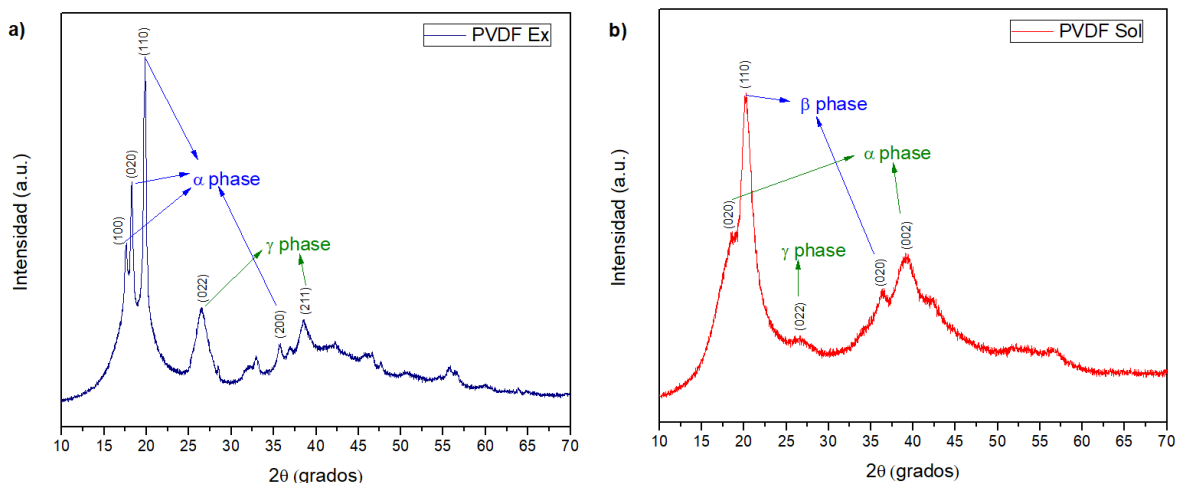 a)
PVDF Ex
(110)
(020)
(100)
α phase
γ phase
(022)
(200)
(211)
Intensidad (a.u.)
10 15 20 25 30 35 40 45 50 55 60 65 70
2θ (grados)
b)
PVDF Sol
(110)
β phase
α phase
(020)
γ phase
(022)
(020)
(002)
Intensidad (a.u.)
10 15 20 25 30 35 40 45 50 55 60 65 70
2θ (grados)